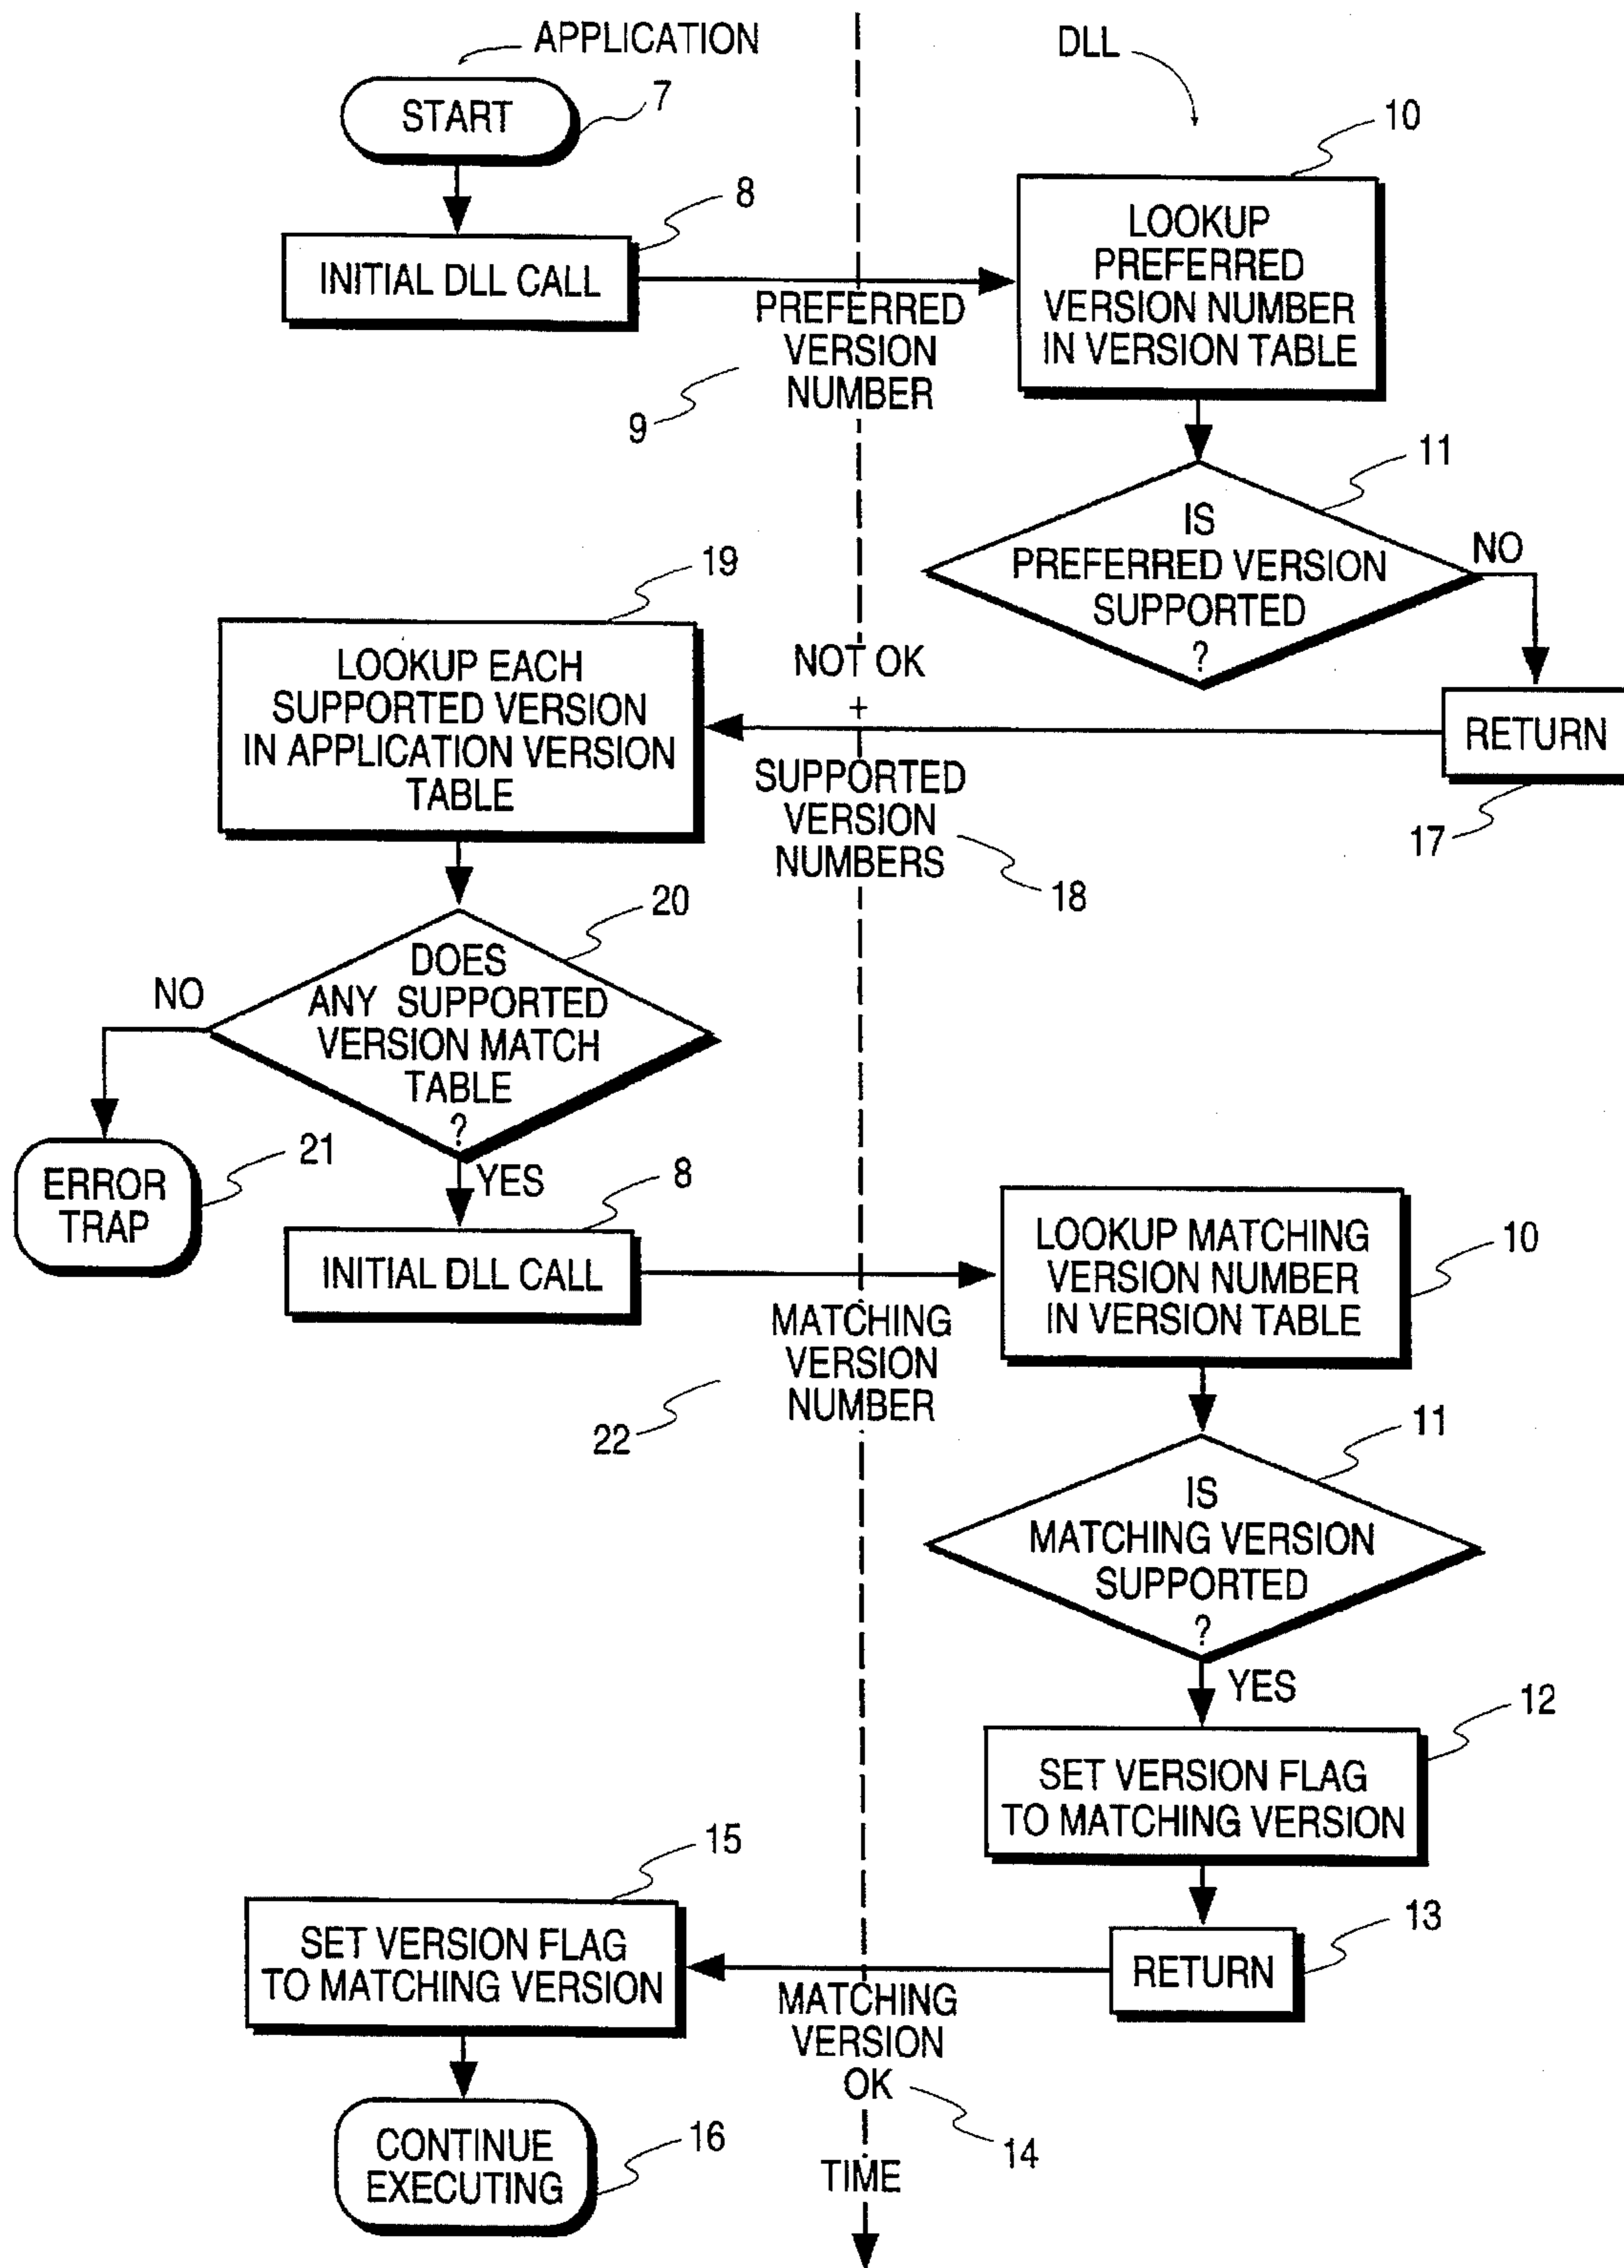 APPLICATION
DLL
START
7
10
8
LOOKUP
PREFERRED
VERSION NUMBER
IN VERSION TABLE
INITIAL DLL CALL
PREFERRED
VERSION
NUMBER
9
11
IS
PREFERRED VERSION
SUPPORTED
?
NO
19
LOOKUP EACH
SUPPORTED VERSION
IN APPLICATION VERSION
TABLE
NOT OK
+
SUPPORTED
VERSION
NUMBERS
18
RETURN
17
20
DOES
ANY SUPPORTED
VERSION MATCH
TABLE
?
NO
ERROR
TRAP
21
YES
8
INITIAL DLL CALL
MATCHING
VERSION
NUMBER
22
LOOKUP MATCHING
VERSION NUMBER
IN VERSION TABLE
10
11
IS
MATCHING VERSION
SUPPORTED
?
YES
12
SET VERSION FLAG
TO MATCHING VERSION
15
SET VERSION FLAG
TO MATCHING VERSION
RETURN
13
MATCHING
VERSION
OK
14
CONTINUE
EXECUTING
16
TIME